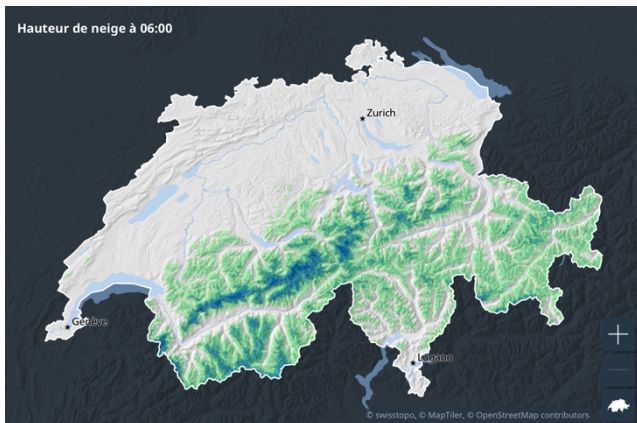 Hauteur de neige à 06:00
Zurich
Genève
Lugano
© swisstopo, © MapTiler, © OpenStreetMap contributors